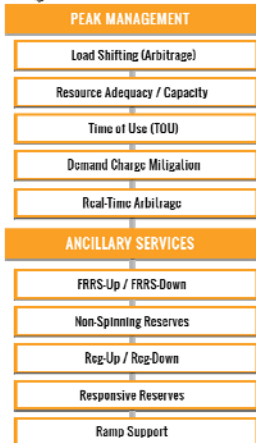 PEAK MANAGEMENT
Load Shifting (Arbitrage)
Resource Adequacy / Capacity
Time of Use (TOU)
Demand Charge Mitigation
Real-Time Arbitrage
ANCILLARY SERVICES
FRRS-Up / FRRS-Down
Non-Spinning Reserves
Reg-Up / Reg-Down
Responsive Reserves
Ramp Support